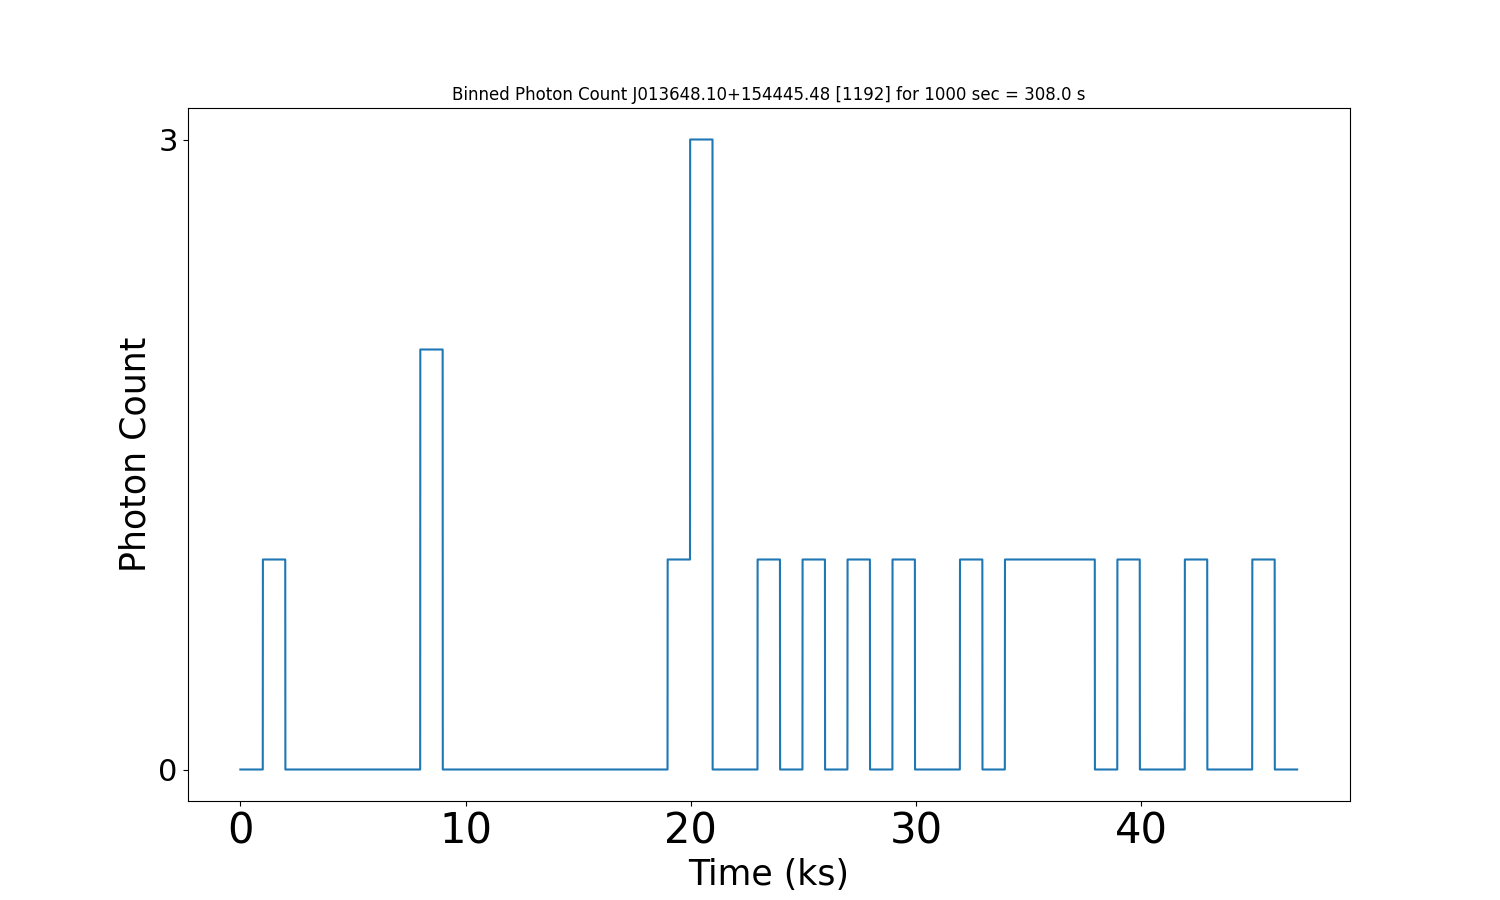 Binned Photon Count J013648.10+154445.48 [1192] for 1000 sec = 308.0 s
3
Photon Count
0
0 10 20 30 40
Time (ks)